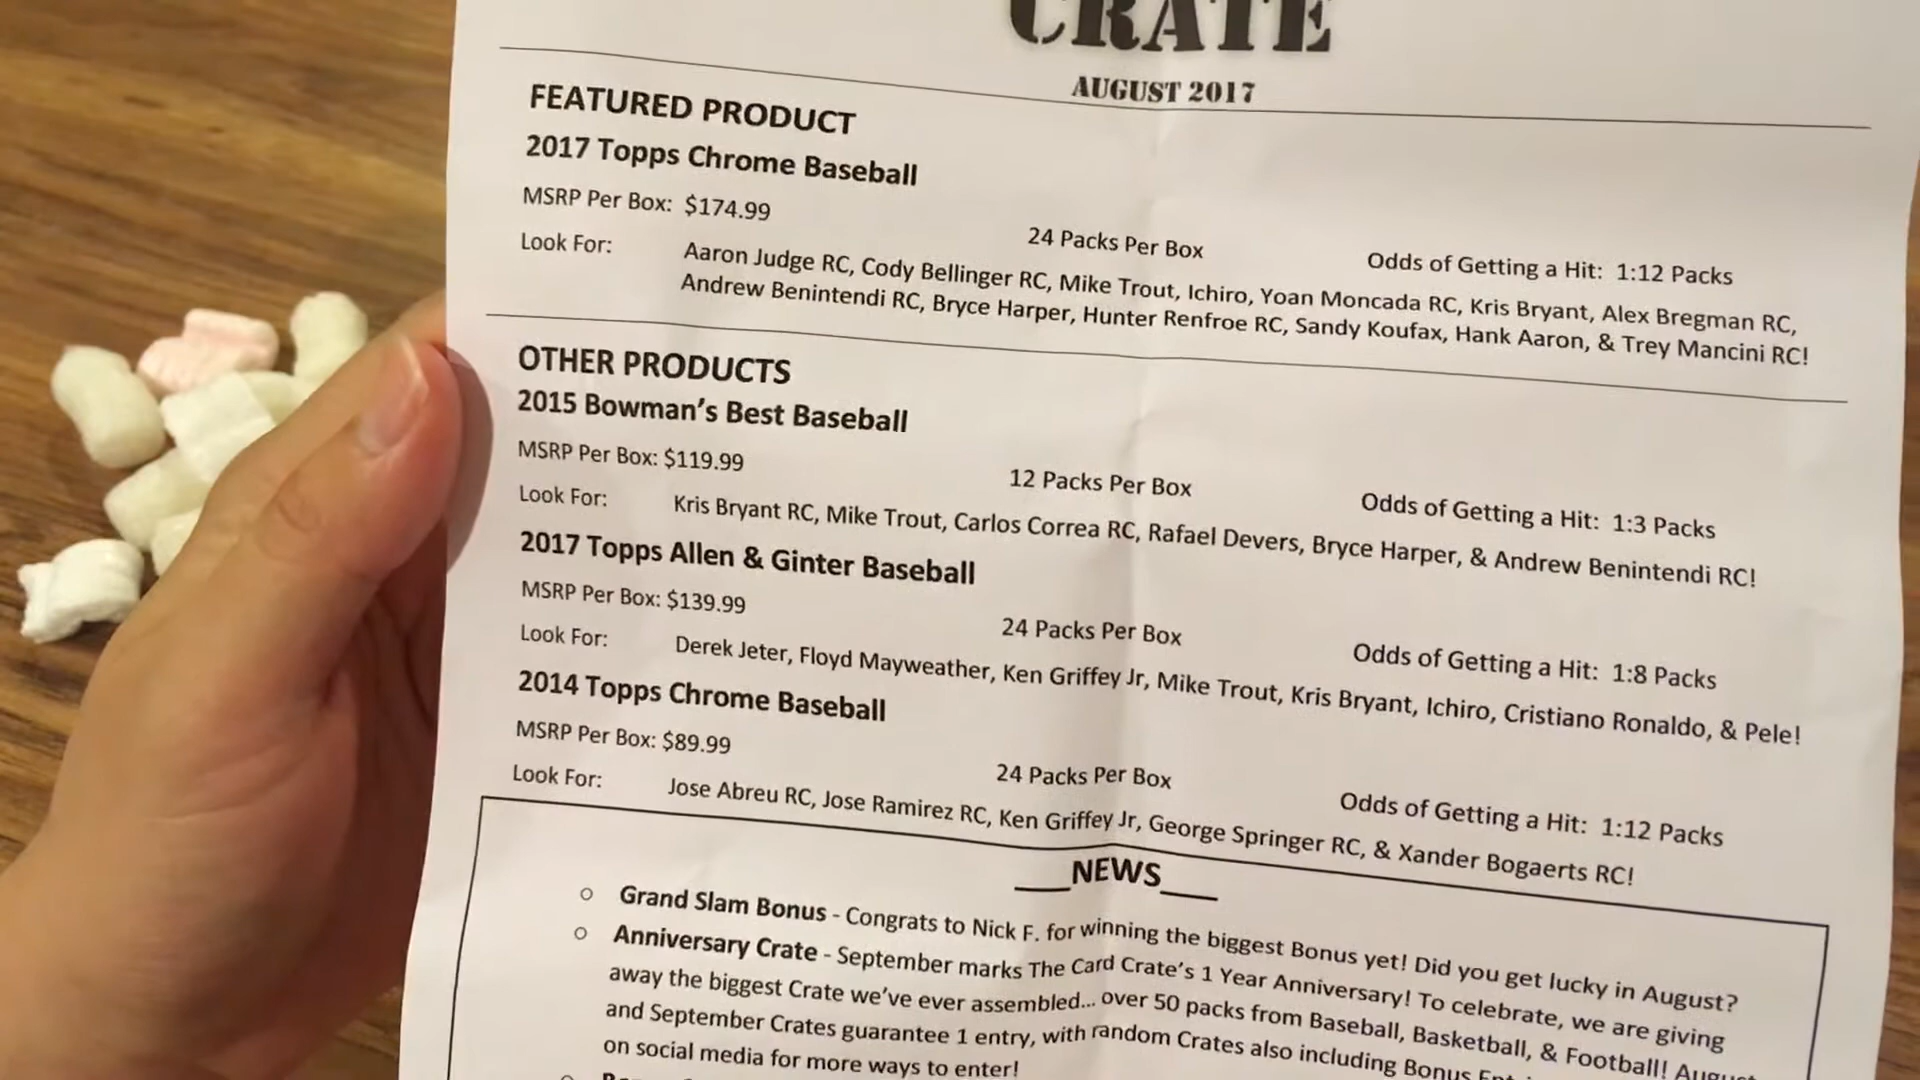 CRATE
AUGUST 2017
FEATURED PRODUCT
2017 Topps Chrome Baseball
MSRP Per Box: $174.99 24 Packs Per Box Odds of Getting a Hit: 1:12 Packs
Look For: Aaron Judge RC, Cody Bellinger RC, Mike Trout, Ichiro, Yoan Moncada RC, Kris Bryant, Alex Bregman RC,
Andrew Benintendi RC, Bryce Harper, Hunter Renfroe RC, Sandy Koufax, Hank Aaron, & Trey Mancini RC!
OTHER PRODUCTS
2015 Bowman's Best Baseball
MSRP Per Box: $119.99 12 Packs Per Box Odds of Getting a Hit: 1:3 Packs
Look For: Kris Bryant RC, Mike Trout, Carlos Correa RC, Rafael Devers, Bryce Harper, & Andrew Benintendi RC!
2017 Topps Allen & Ginter Baseball
MSRP Per Box: $139.99 24 Packs Per Box Odds of Getting a Hit: 1:8 Packs
Look For: Derek Jeter, Floyd Mayweather, Ken Griffey Jr, Mike Trout, Kris Bryant, Ichiro, Cristiano Ronaldo, & Pele!
2014 Topps Chrome Baseball
MSRP Per Box: $89.99 24 Packs Per Box Odds of Getting a Hit: 1:12 Packs
Look For: Jose Abreu RC, Jose Ramirez RC, Ken Griffey Jr, George Springer RC, & Xander Bogaerts RC!
___NEWS___
○ Grand Slam Bonus - Congrats to Nick F. for winning the biggest Bonus yet! Did you get lucky in August?
○ Anniversary Crate - September marks The Card Crate's 1 Year Anniversary! To celebrate, we are giving
away the biggest Crate we've ever assembled... over 50 packs from Baseball, Basketball, & Football! August
and September Crates guarantee 1 entry, with random Crates also including Bonus
on social media for more ways to enter!